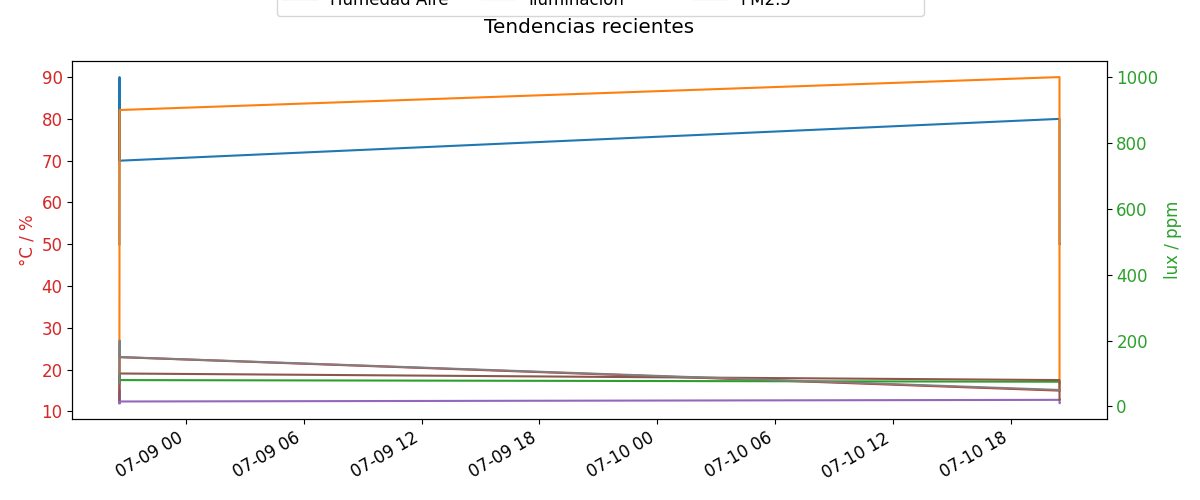 Humedad Aire Iluminación PM2.5
Tendencias recientes
90 1000
80 800
70
60 600
50
40 400
30
20 200
10 0
°C / %
lux / ppm
07-09 00 07-09 06 07-09 12 07-09 18 07-10 00 07-10 06 07-10 12 07-10 18